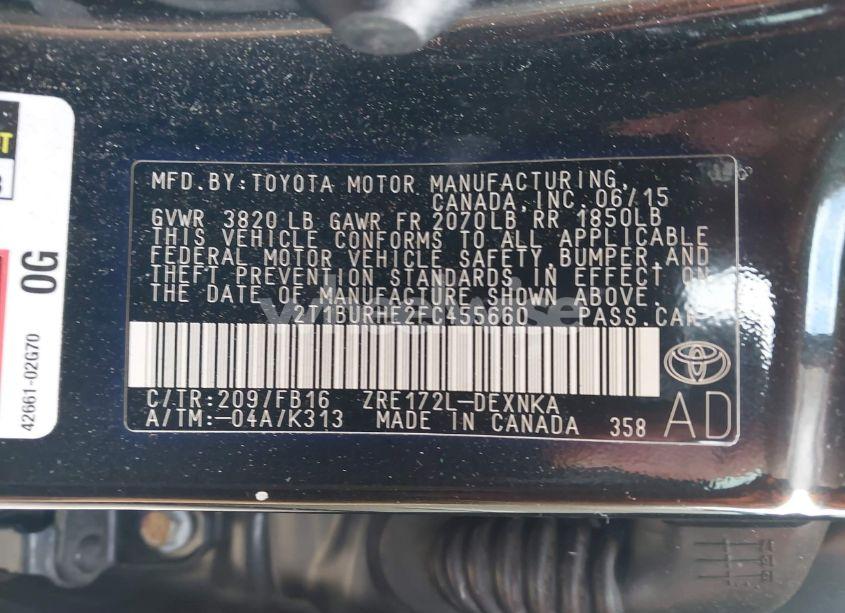 MFD.BY:TOYOTA MOTOR MANUFACTURING,
CANADA,INC. 06/15
GVWR 3820 LB GAWR FR 2070LB RR 1850LB
THIS VEHICLE CONFORMS TO ALL APPLICABLE
FEDERAL MOTOR VEHICLE SAFETY, BUMPER, AND
THEFT PREVENTION STANDARDS IN EFFECT ON
THE DATE OF MANUFACTURE SHOWN ABOVE.
2T1BURHE2FC455660 PASS.CAR
C/TR:209/FB16 ZRE172L-DEXNKA
A/TM:-04A/K313 MADE IN CANADA 358
AD
0G
42661-02G70